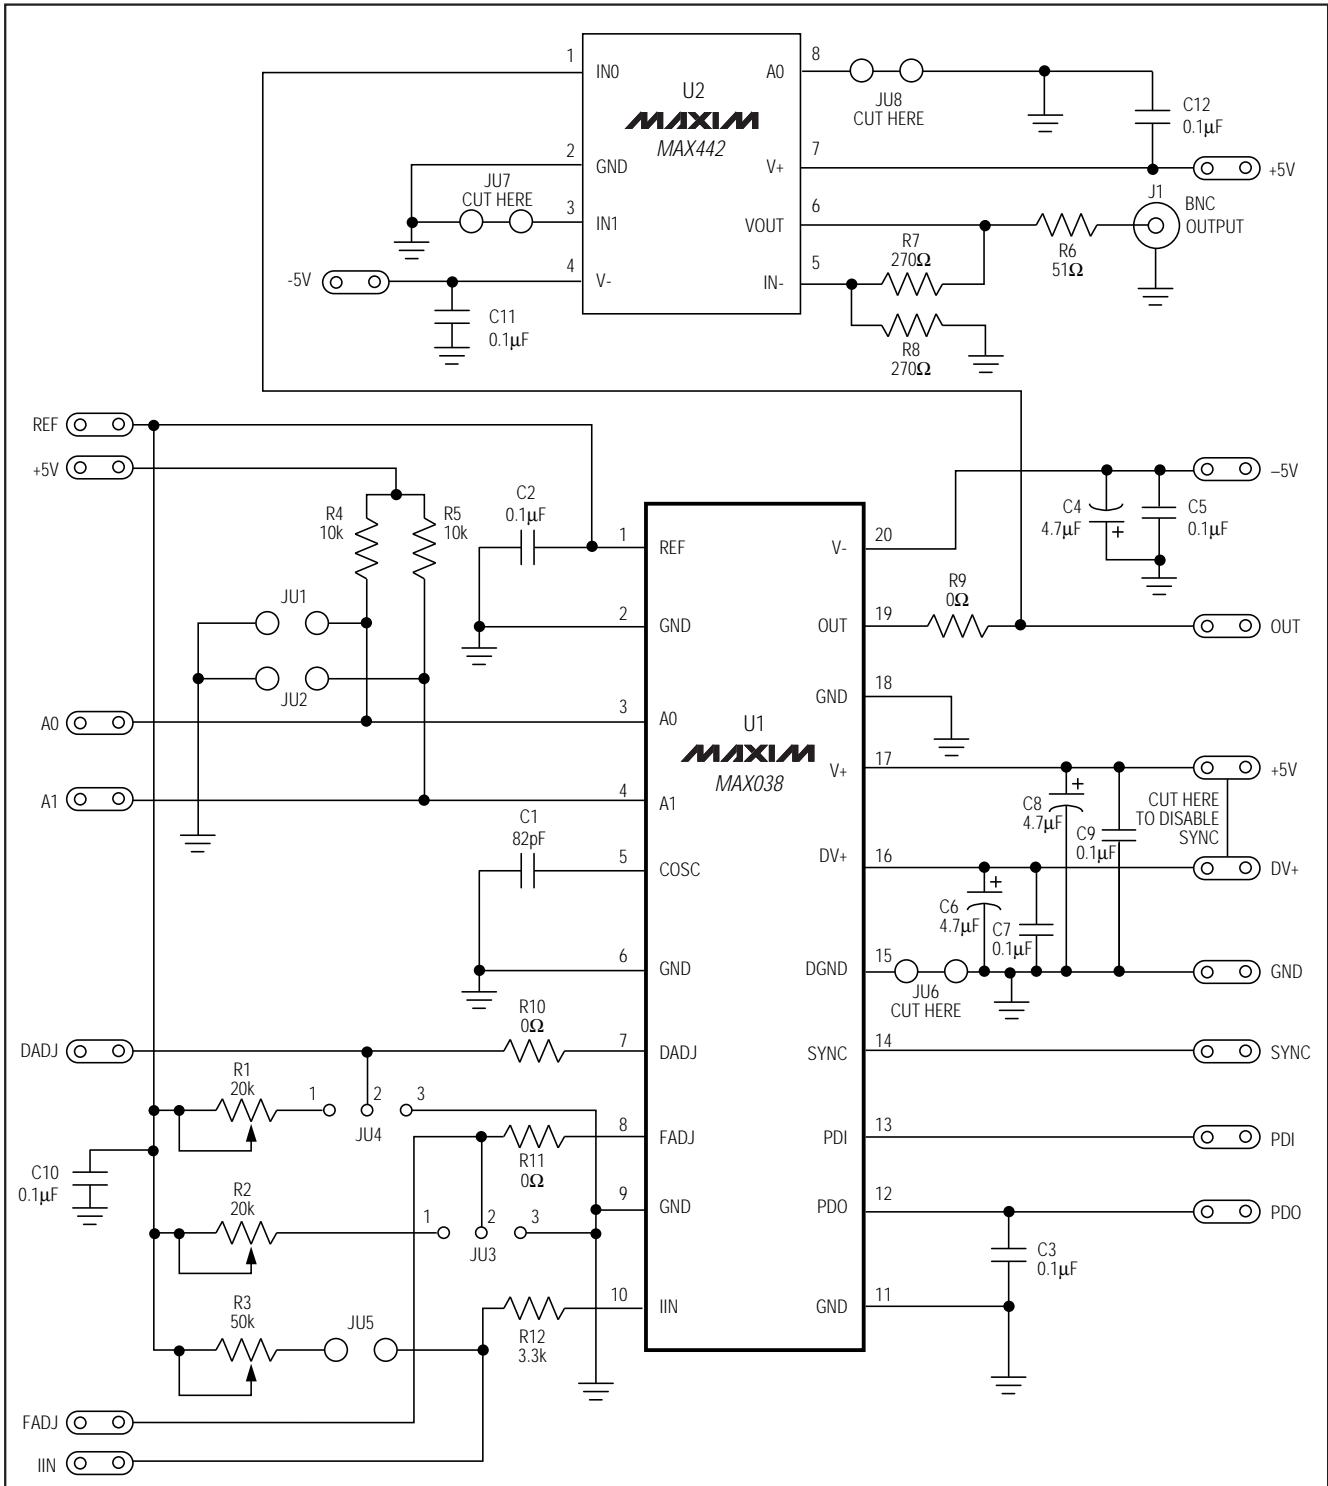 1
IN0
U2
MAXIM
MAX442
A0
8
JU8
CUT HERE
C12
0.1μF
2
GND
JU7
CUT HERE
3
IN1
7
V+
+5V
6
VOUT
J1
BNC
OUTPUT
R7
270Ω
R6
51Ω
-5V
4
V-
5
IN-
C11
0.1μF
R8
270Ω
REF
+5V
R4
10k
R5
10k
C2
0.1μF
1
REF
V-
20
C4
4.7μF
+
C5
0.1μF
–5V
JU1
JU2
2
GND
OUT
19
R9
0Ω
OUT
GND
18
A0
3
A0
U1
MAXIM
MAX038
V+
17
+5V
A1
4
A1
C1
82pF
5
COSC
DV+
16
C8
4.7μF
+
C9
0.1μF
CUT HERE
TO DISABLE
SYNC
DV+
C6
4.7μF
+
C7
0.1μF
6
GND
DGND
15
JU6
CUT HERE
GND
DADJ
R10
0Ω
7
DADJ
SYNC
14
SYNC
R1
20k
1
2
3
JU4
8
FADJ
R11
0Ω
PDI
13
PDI
C10
0.1μF
R2
20k
1
2
3
JU3
9
GND
PDO
12
PDO
C3
0.1μF
R3
50k
JU5
10
IIN
R12
3.3k
GND
11
FADJ
IIN